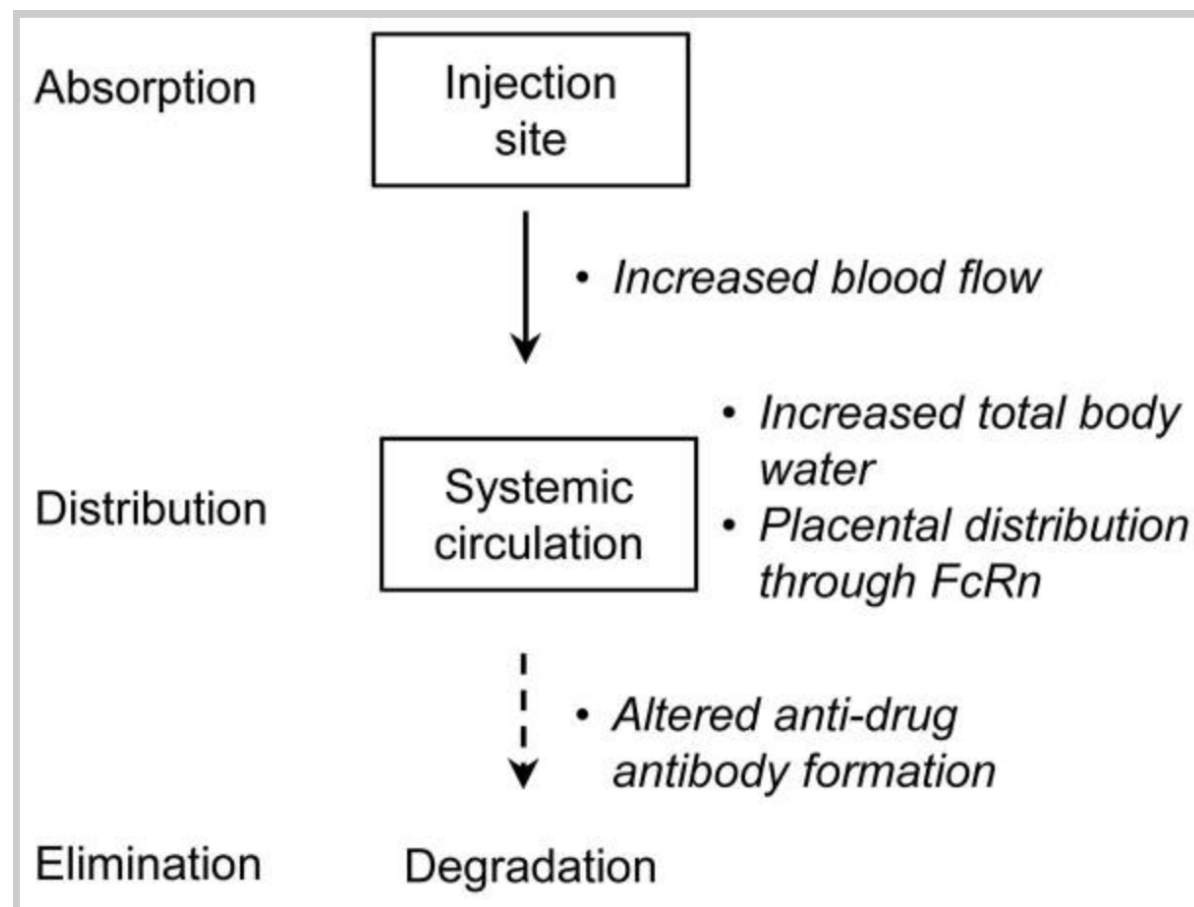 Absorption
Injection
site
• Increased blood flow
Distribution
Systemic
circulation
• Increased total body
water
• Placental distribution
through FcRn
• Altered anti-drug
antibody formation
Elimination
Degradation